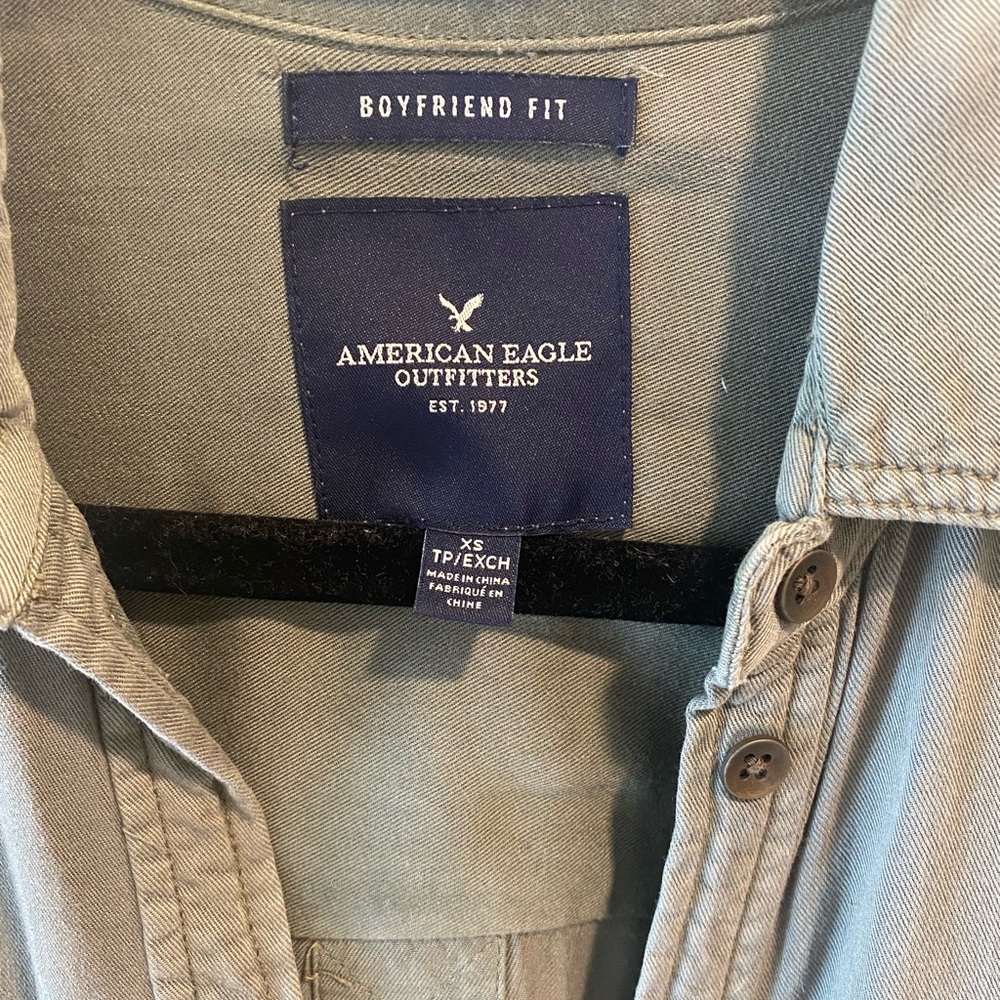 BOYFRIEND FIT
AMERICAN EAGLE
OUTFITTERS
EST. 1977
XS
TP/EXCH
MADE IN CHINA
FABRIQUÉ EN
CHINE